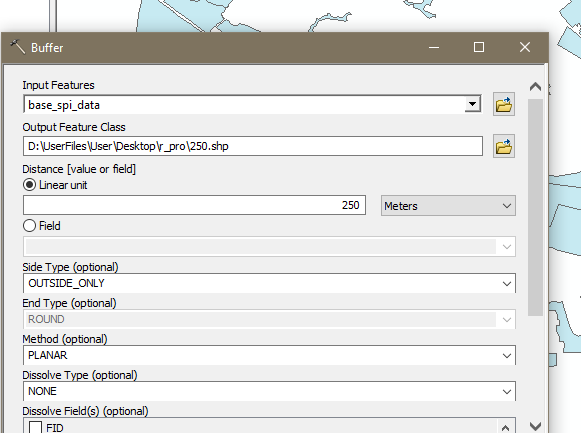 Buffer
Input Features
base_spi_data
Output Feature Class
D:\UserFiles\User\Desktop\r_pro\250.shp
Distance [value or field]
Linear unit
250 Meters
Field
Side Type (optional)
OUTSIDE_ONLY
End Type (optional)
ROUND
Method (optional)
PLANAR
Dissolve Type (optional)
NONE
Dissolve Field(s) (optional)
FID